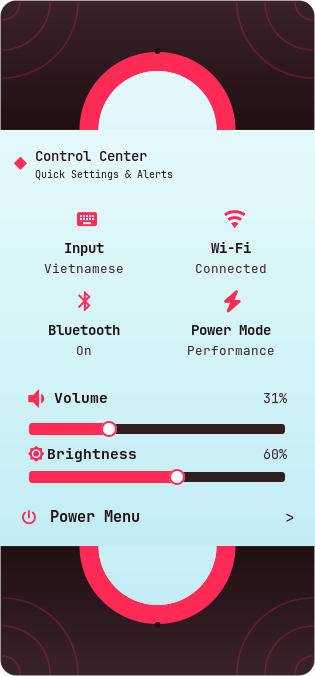 Control Center
Quick Settings & Alerts
Input
Vietnamese
Wi-Fi
Connected
Bluetooth
On
Power Mode
Performance
Volume 31%
Brightness 60%
Power Menu >